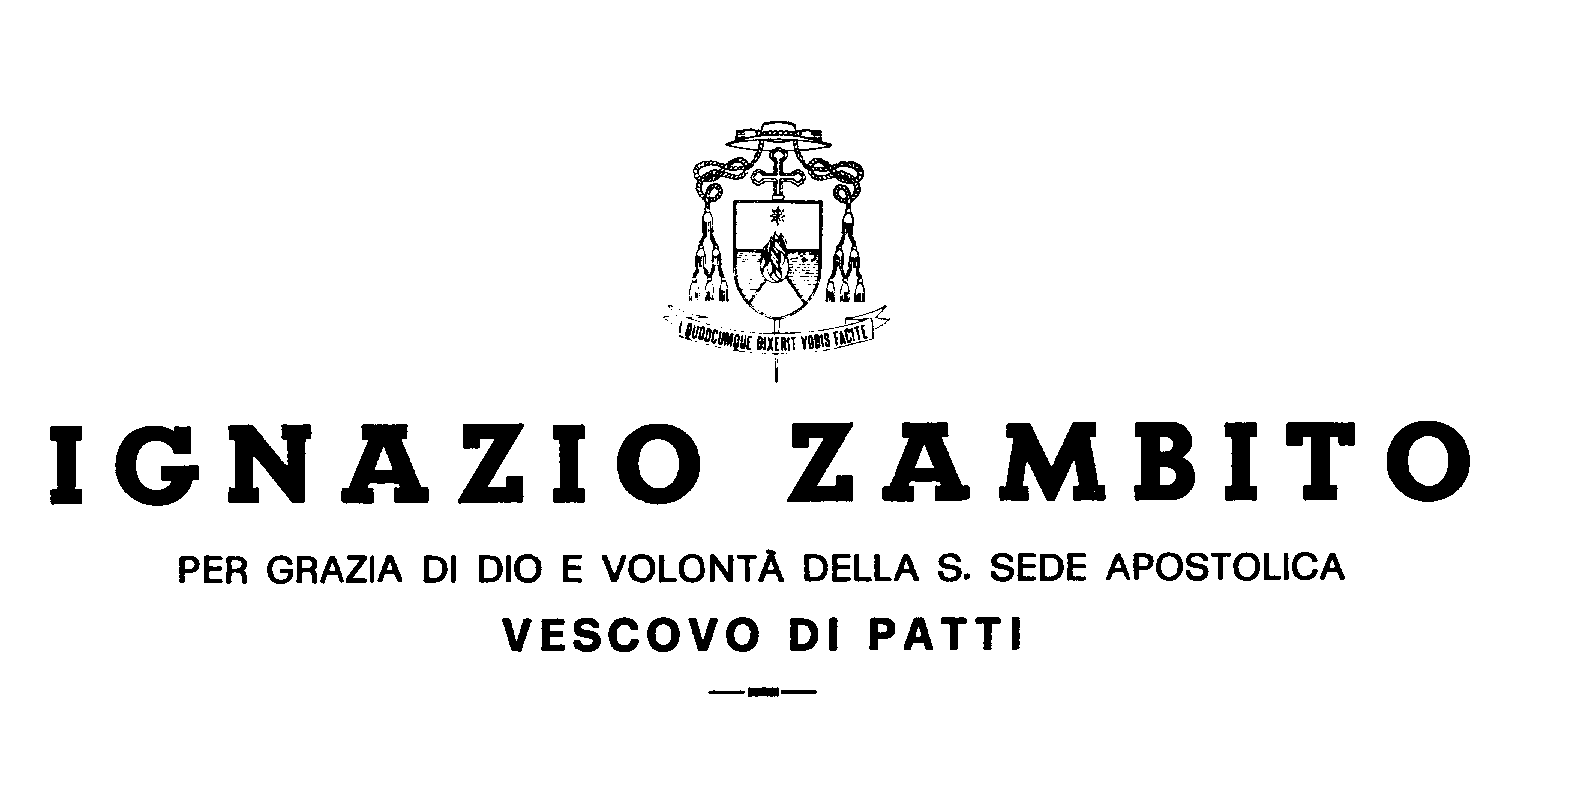 QUODCUMQUE DIXERIT VOBIS FACITE
IGNAZIO ZAMBITO
PER GRAZIA DI DIO E VOLONTÀ DELLA S. SEDE APOSTOLICA
VESCOVO DI PATTI